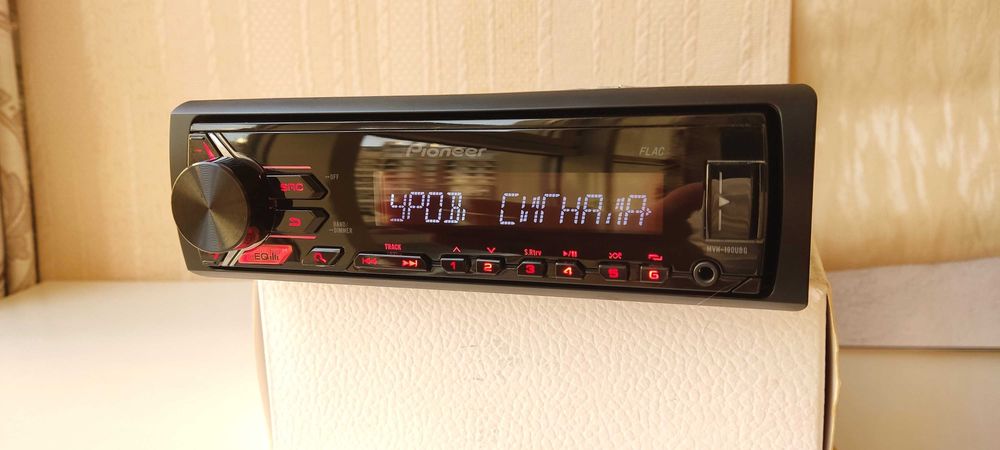 Pioneer
FLAC
SRC
OFF
УРОВ СИГНАЛА
BAND/
DIMMER
MVH-190UBG
EQ
TRACK
S.Rtrv
1 2 3 4 5 6